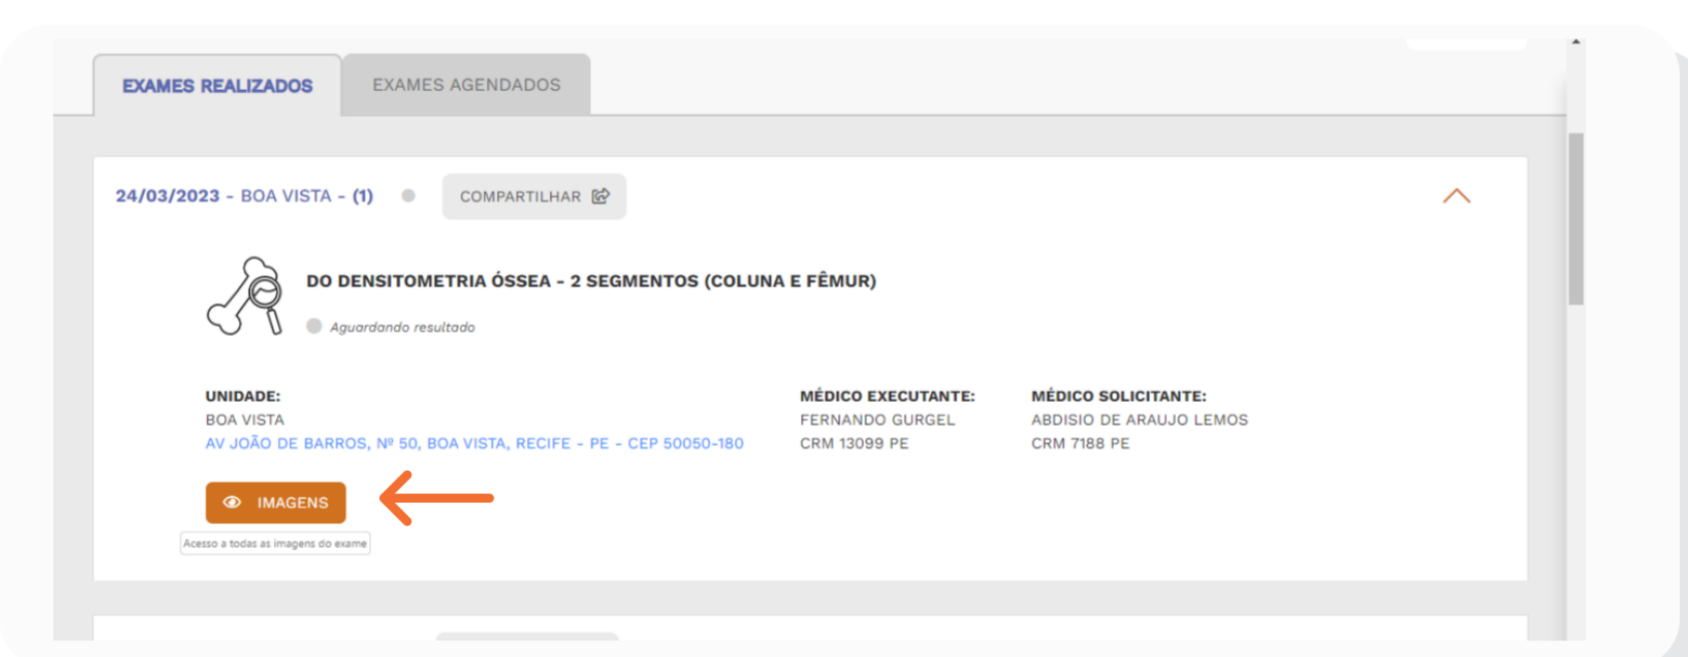 EXAMES REALIZADOS
EXAMES AGENDADOS
24/03/2023 - BOA VISTA - (1)
COMPARTILHAR
DO DENSITOMETRIA ÓSSEA - 2 SEGMENTOS (COLUNA E FÊMUR)
Aguardando resultado
UNIDADE:
BOA VISTA
AV JOÃO DE BARROS, Nº 50, BOA VISTA, RECIFE - PE - CEP 50050-180
MÉDICO EXECUTANTE:
FERNANDO GURGEL
CRM 13099 PE
MÉDICO SOLICITANTE:
ABDISIO DE ARAUJO LEMOS
CRM 7188 PE
IMAGENS
Acesso a todas as imagens do exame